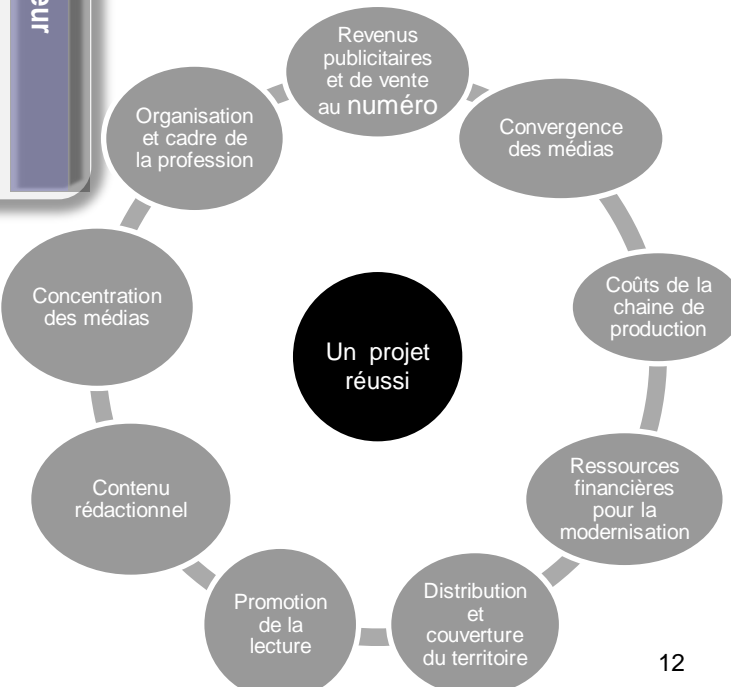 eur
Revenus
publicitaires
et de vente
au numéro
Convergence
des médias
Coûts de la
chaine de
production
Ressources
financières
pour la
modernisation
Distribution
et
couverture
du territoire
Promotion
de la
lecture
Contenu
rédactionnel
Concentration
des médias
Organisation
et cadre de
la profession
Un projet
réussi
12